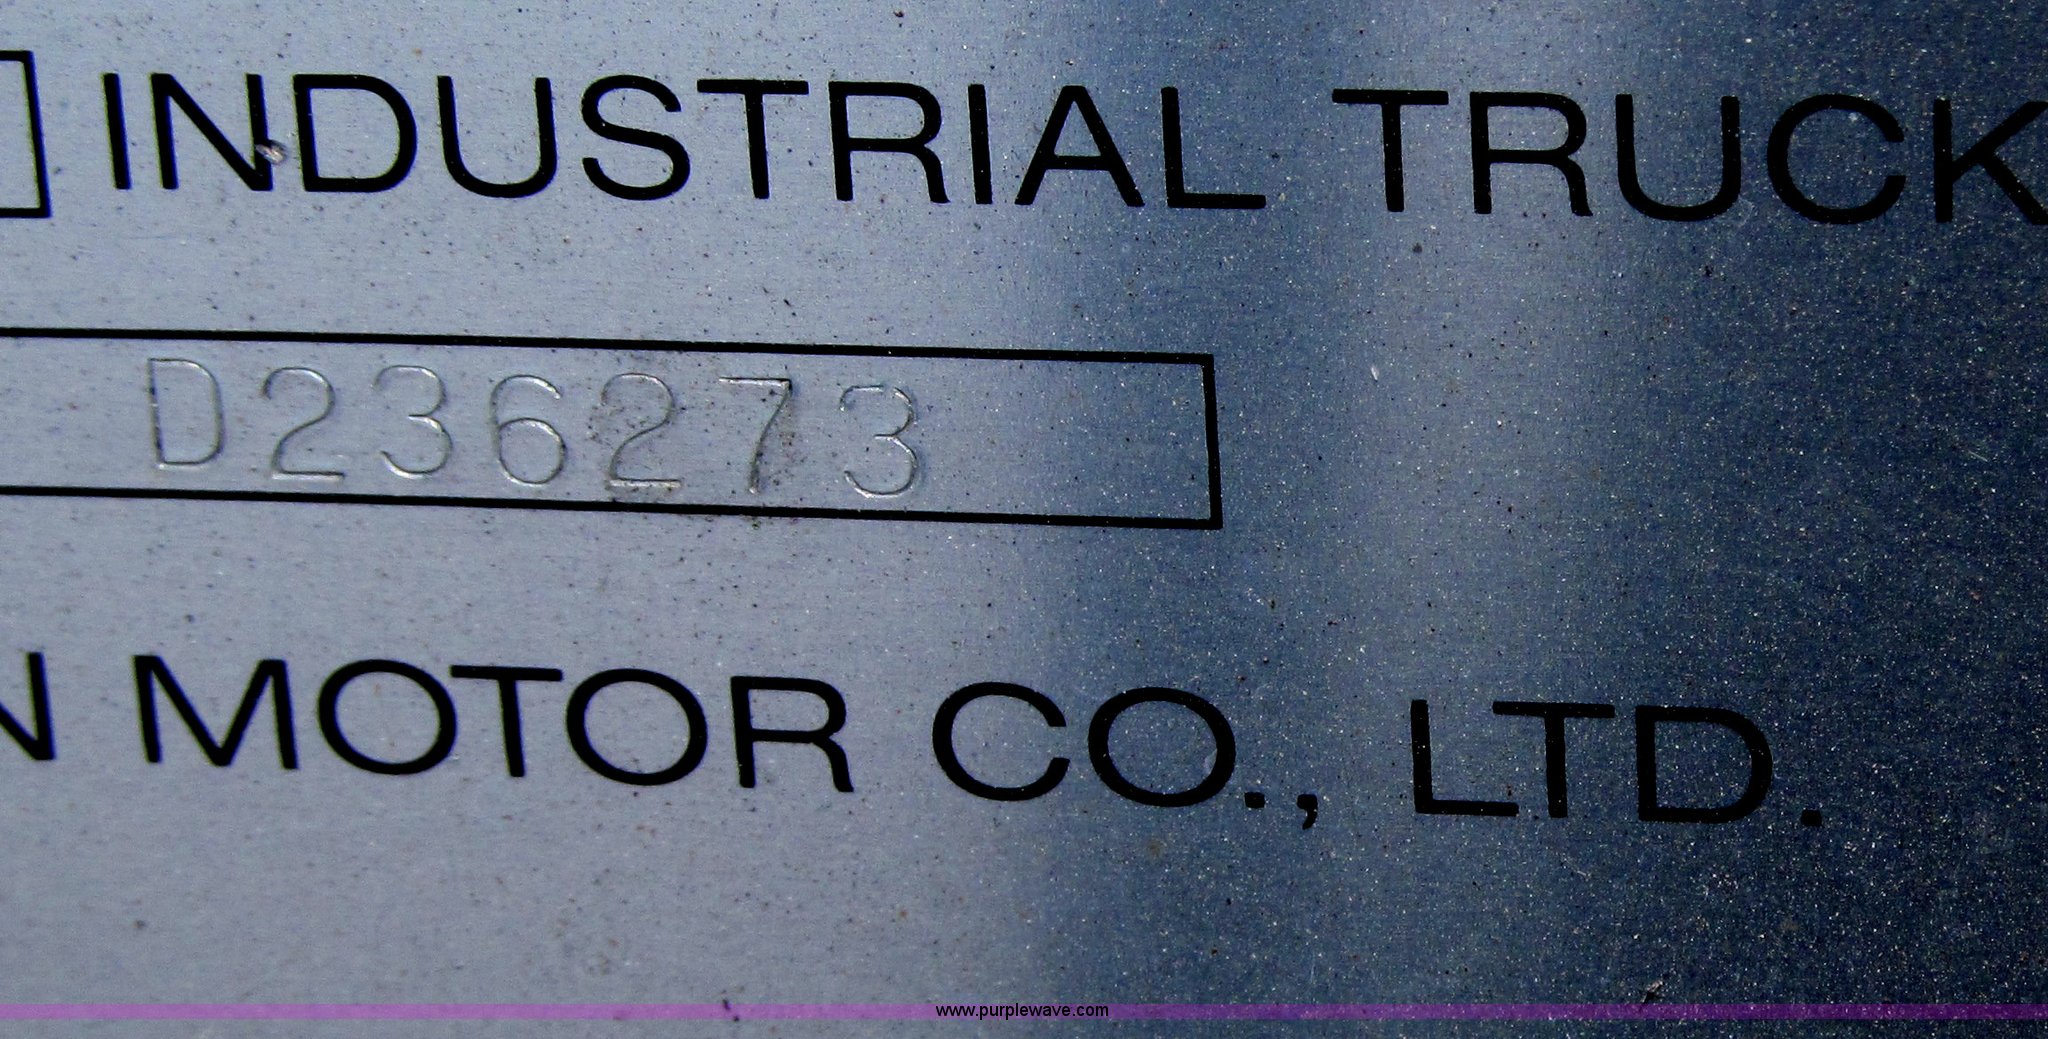 INDUSTRIAL TRUCK
D236273
N MOTOR CO., LTD.
www.purplewave.com